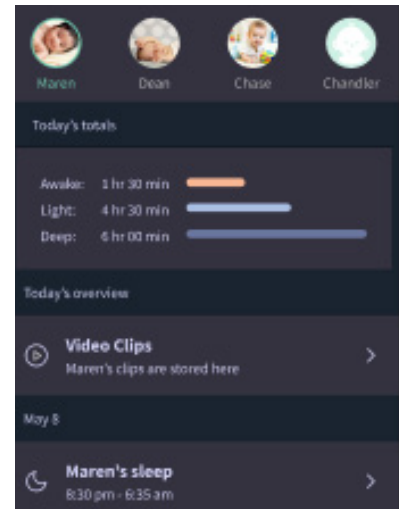 Maren Dean Chase Chandler
Today's totals
Awake: 1 hr 30 min
Light: 4 hr 30 min
Deep: 6 hr 00 min
Today's overview
Video Clips
Maren's clips are stored here
May 8
Maren's sleep
8:30 pm - 6:35 am